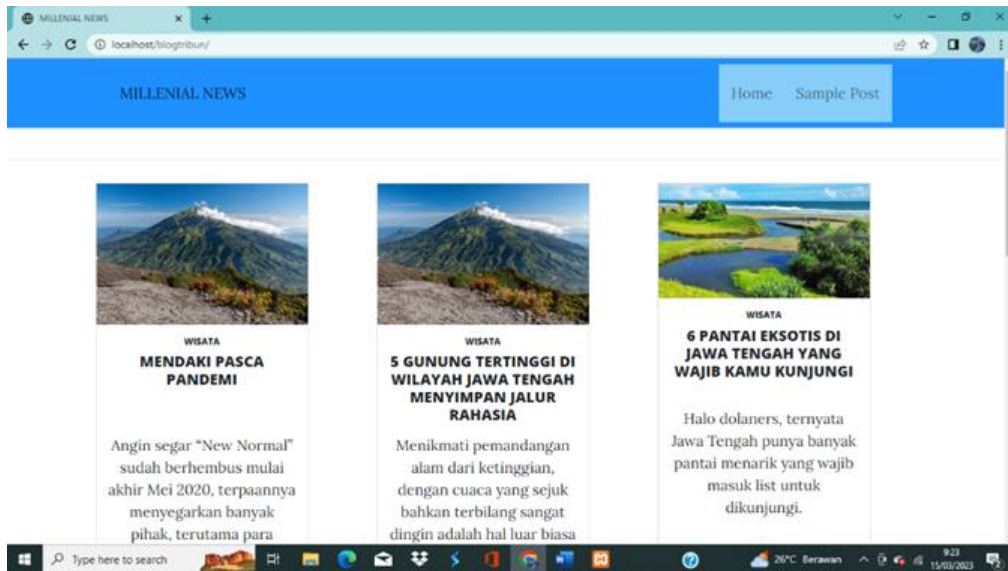 MILLENIAL NEWS
localhost/blogtribun/
MILLENIAL NEWS
Home Sample Post
WISATA
MENDAKI PASCA
PANDEMI
Angin segar “New Normal”
sudah berhembus mulai
akhir Mei 2020, terpaannya
menyegarkan banyak
pihak, terutama para
WISATA
5 GUNUNG TERTINGGI DI
WILAYAH JAWA TENGAH
MENYIMPAN JALUR
RAHASIA
Menikmati pemandangan
alam dari ketinggian,
dengan cuaca yang sejuk
bahkan terbilang sangat
dingin adalah hal luar biasa
WISATA
6 PANTAI EKSOTIS DI
JAWA TENGAH YANG
WAJIB KAMU KUNJUNGI
Halo dolaners, ternyata
Jawa Tengah punya banyak
pantai menarik yang wajib
masuk list untuk
dikunjungi.
Type here to search
26°C Berawan
9:23
15/03/2023